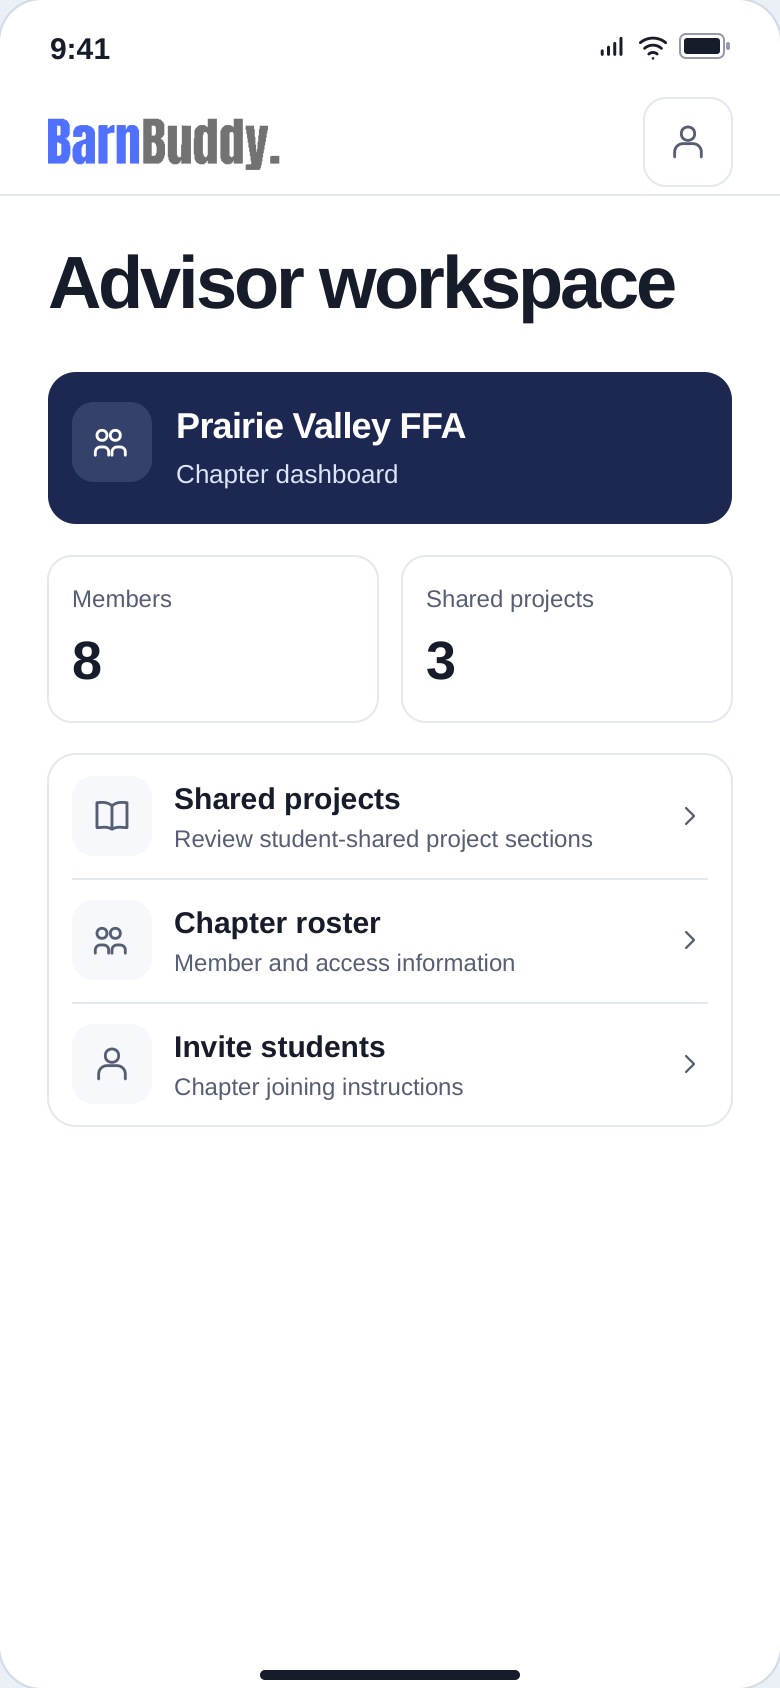 9:41
BarnBuddy.
Advisor workspace
Prairie Valley FFA
Chapter dashboard
Members
8
Shared projects
3
Shared projects
Review student-shared project sections
Chapter roster
Member and access information
Invite students
Chapter joining instructions